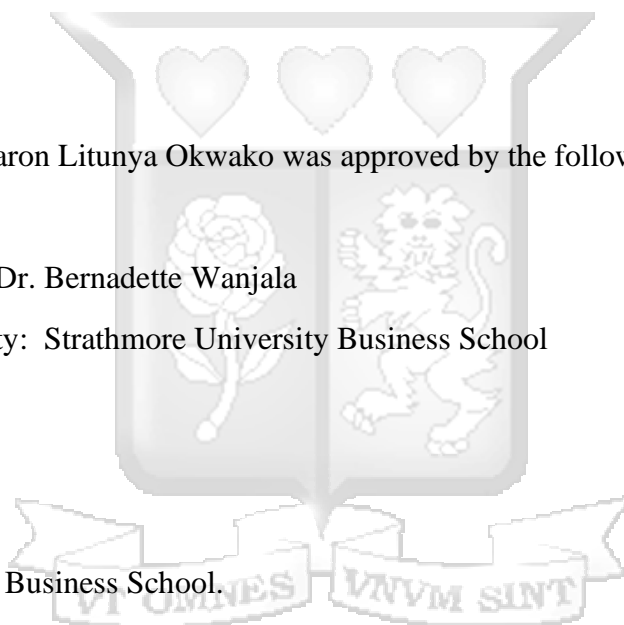 aron Litunya Okwako was approved by the follow
Dr. Bernadette Wanjala
ty: Strathmore University Business School
Business School.
VT OMNES VNVM SINT